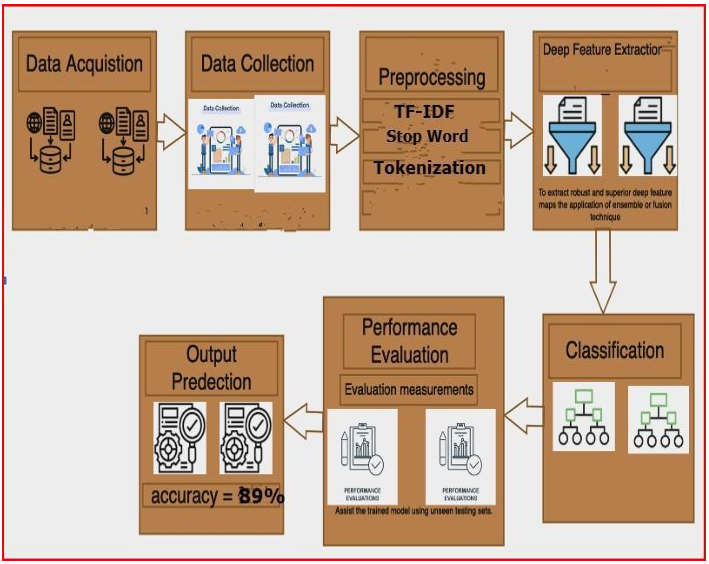 Data Acquistion
1
Data Collection
Data Collection
Data Collection
Preprocessing
TF-IDF
Stop Word
Tokenization
Deep Feature Extraction
To extract robust and superior deep feature
maps the application of ensemble or fusion
technique
Classification
Performance
Evaluation
Evaluation measurements
PERFORMANCE
EVALUATIONS
PERFORMANCE
EVALUATIONS
Assist the trained model using unseen testing sets.
Output
Predection
accuracy = 89%